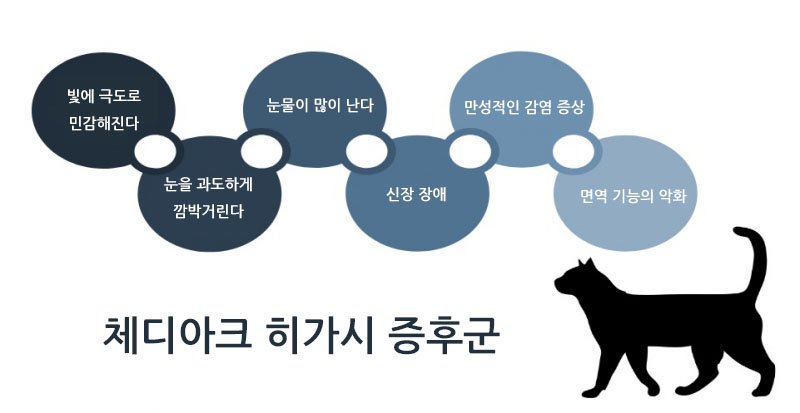 빛에 극도로
민감해진다
눈을 과도하게
깜박거린다
눈물이 많이 난다
신장 장애
만성적인 감염 증상
면역 기능의 악화
체디아크 히가시 증후군